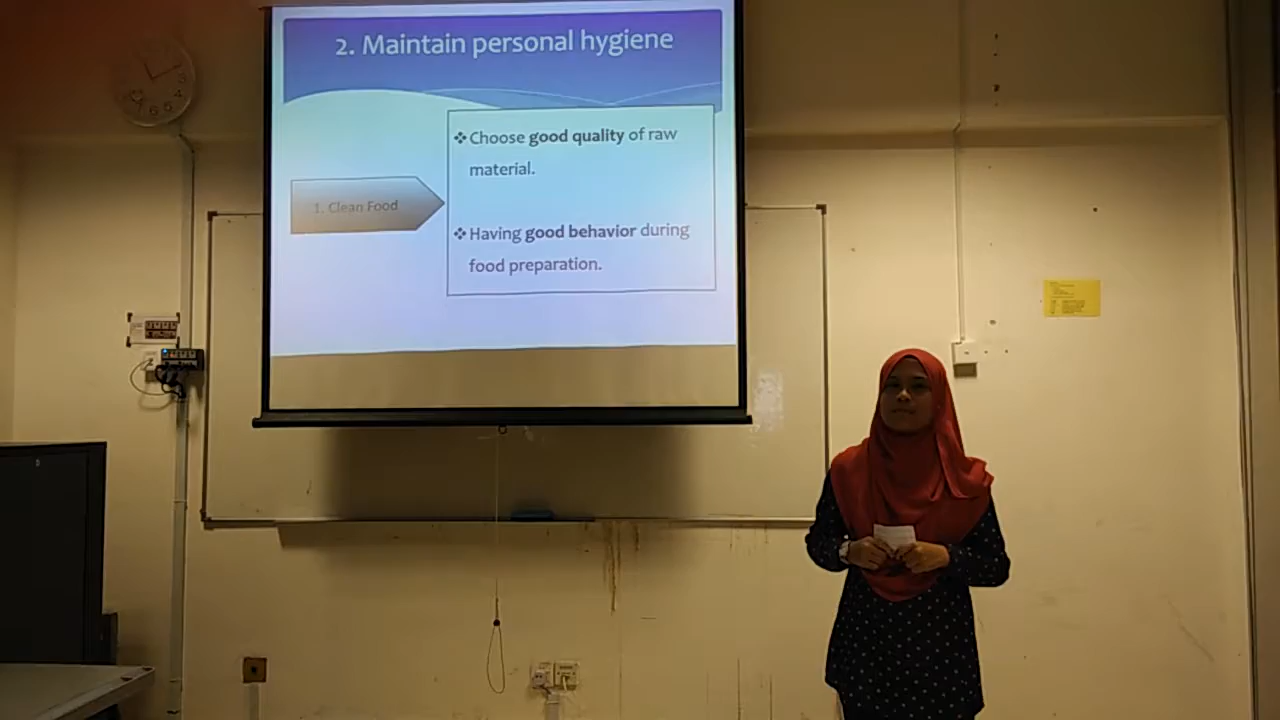 2. Maintain personal hygiene
❖Choose good quality of raw
material.
1. Clean Food
❖Having good behavior during
food preparation.